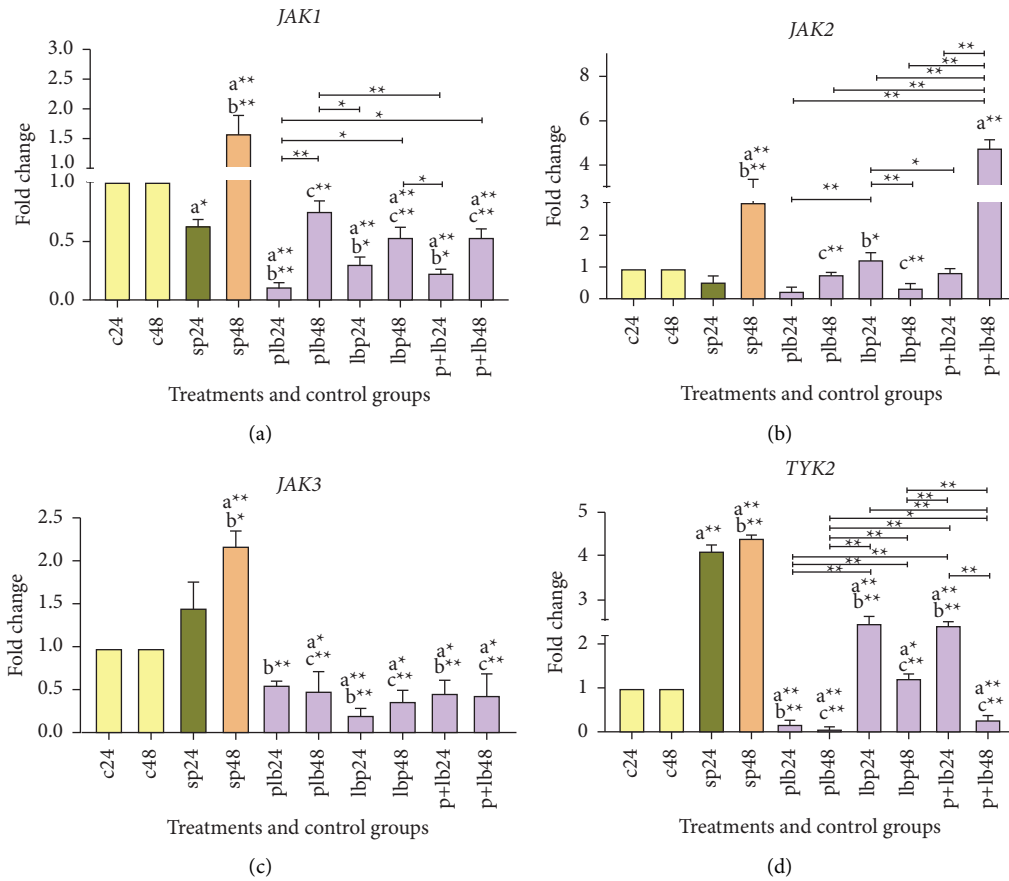 JAK1
Fold change
3.0
2.5
2.0
1.5
1.0
1.0
0.5
0.0
a**
b**
a*
a**
b**
c**
a**
b*
a**
c**
a**
b*
a**
c**
**
*
*
*
**
*
c24
c48
sp24
sp48
plb24
plb48
lbp24
lbp48
p+lb24
p+lb48
Treatments and control groups
(a)
JAK2
Fold change
8
6
4
3
2
1
0
a**
b**
c**
b*
c**
a**
**
**
**
**
**
*
**
**
c24
c48
sp24
sp48
plb24
plb48
lbp24
lbp48
p+lb24
p+lb48
Treatments and control groups
(b)
JAK3
Fold change
2.5
2.0
1.5
1.0
0.5
0.0
a**
b*
b**
a*
c**
a**
b**
a*
c**
a*
b**
a*
c**
c24
c48
sp24
sp48
plb24
plb48
lbp24
lbp48
p+lb24
p+lb48
Treatments and control groups
(c)
TYK2
Fold change
5
4
3
2
1
0
a**
a**
b**
a**
b**
a**
c**
a**
b**
a*
c**
a**
b**
a**
c**
**
**
**
*
**
**
**
**
**
**
**
c24
c48
sp24
sp48
plb24
plb48
lbp24
lbp48
p+lb24
p+lb48
Treatments and control groups
(d)